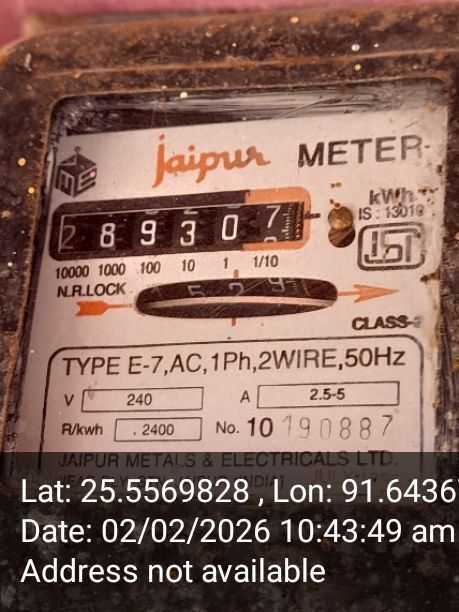 Jaipur METER
kWh
IS : 13010
2 8 9 3 0 7
10000 1000 100 10 1 1/10
N.R.LOCK
CLASS-2
TYPE E-7,AC,1Ph,2WIRE,50Hz
V 240 A 2.5-5
R/kwh . 2400 No. 10190887
JAIPUR METALS & ELECTRICALS LTD.
Lat: 25.5569828 , Lon: 91.6436
Date: 02/02/2026 10:43:49 am
Address not available